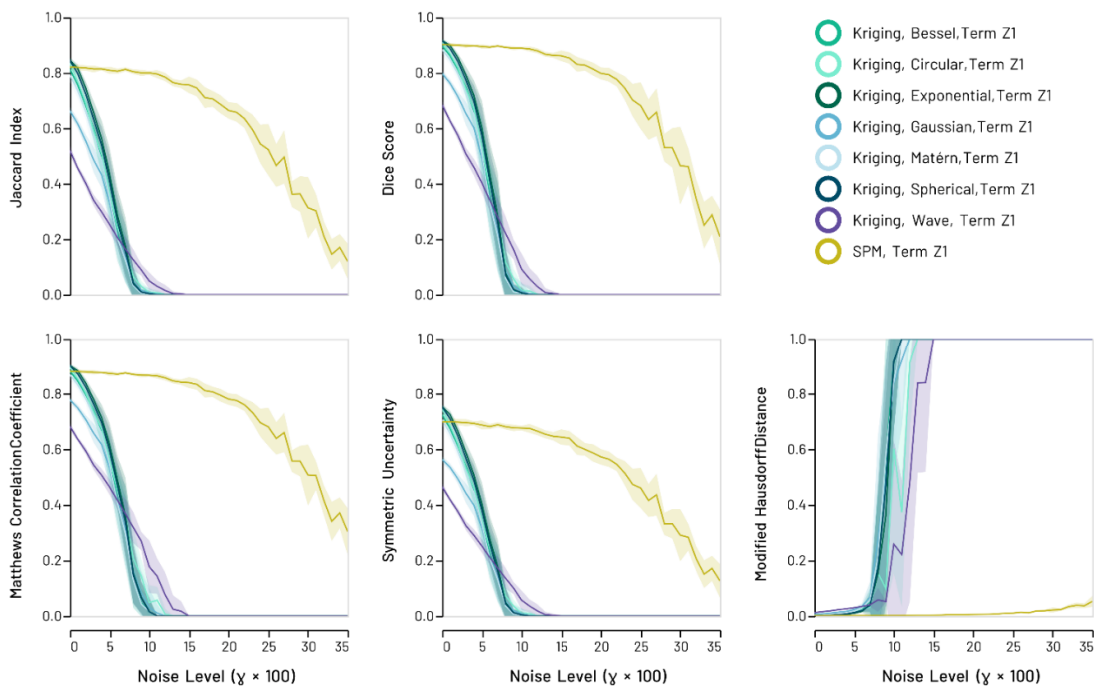 1.0
0.8
0.6
0.4
0.2
0.0
Jaccard Index
1.0
0.8
0.6
0.4
0.2
0.0
Dice Score
Kriging, Bessel,Term Z1
Kriging, Circular,Term Z1
Kriging, Exponential,Term Z1
Kriging, Gaussian,Term Z1
Kriging, Matérn,Term Z1
Kriging, Spherical,Term Z1
Kriging, Wave, Term Z1
SPM, Term Z1
1.0
0.8
0.6
0.4
0.2
0.0
Matthews CorrelationCoefficient
0 5 10 15 20 25 30 35
Noise Level (γ × 100)
1.0
0.8
0.6
0.4
0.2
0.0
Symmetric Uncertainty
0 5 10 15 20 25 30 35
Noise Level (γ × 100)
1.0
0.8
0.6
0.4
0.2
0.0
Modified HausdorffDistance
0 5 10 15 20 25 30 35
Noise Level (γ × 100)